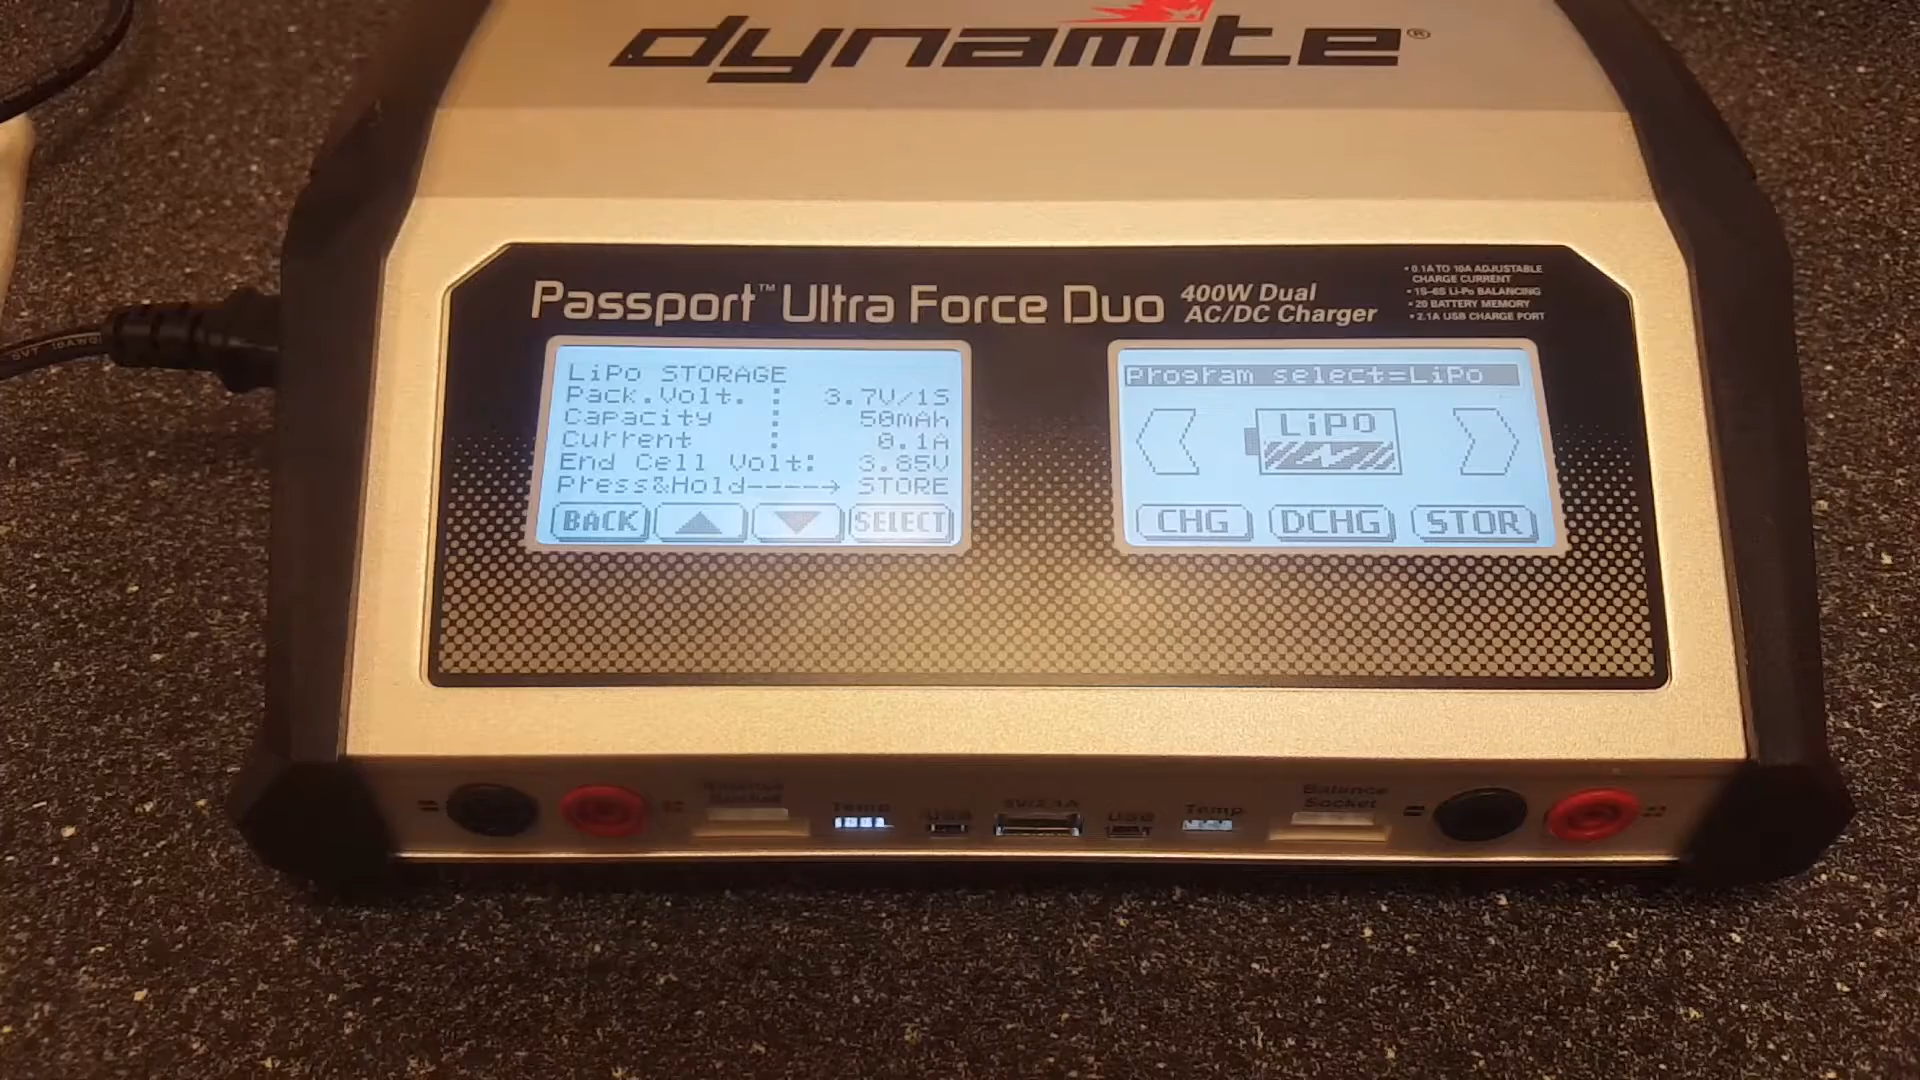 dynamite®
Passport™ Ultra Force Duo
400W Dual
AC/DC Charger
• 0.1A TO 10A ADJUSTABLE
CHARGE CURRENT
• 1S-6S Li-Po BALANCING
• 20 BATTERY MEMORY
• 2.1A USB CHARGE PORT
LiPo STORAGE
Pack.Volt. : 3.7V/1S
Capacity : 50mAh
Current : 0.1A
End Cell Volt: 3.85V
Press&Hold-----→ STORE
BACK ▲ ▼ SELECT
Program select=LiPo
LiPO
CHG DCHG STOR
Socket
Temp
USB
5V/2.1A
USB
Temp
Balance
Socket